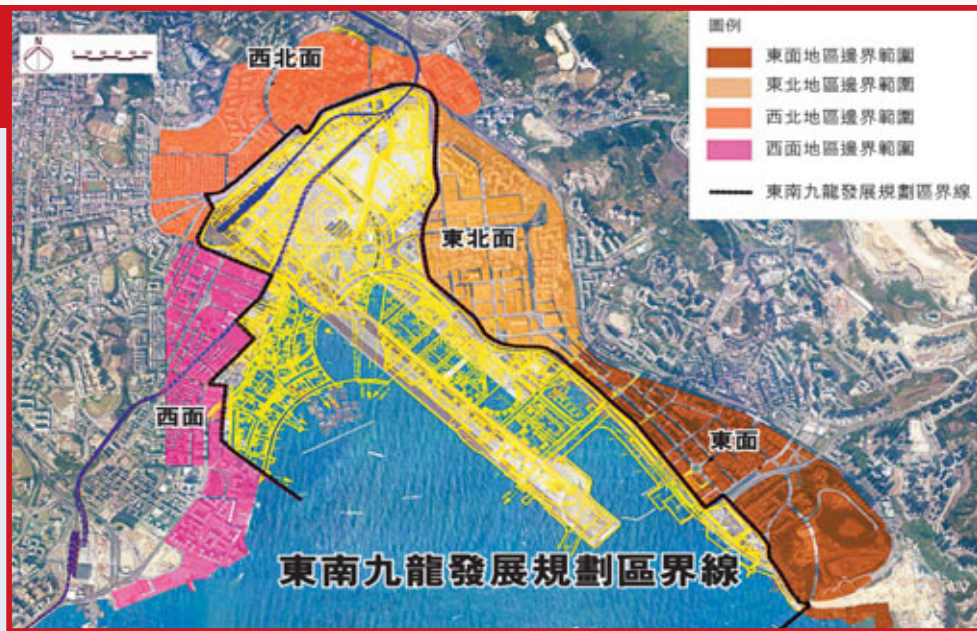 N
西北面
東北面
西面
東面
東南九龍發展規劃區界線
圖例
東面地區邊界範圍
東北地區邊界範圍
西北地區邊界範圍
西面地區邊界範圍
東南九龍發展規劃區界線